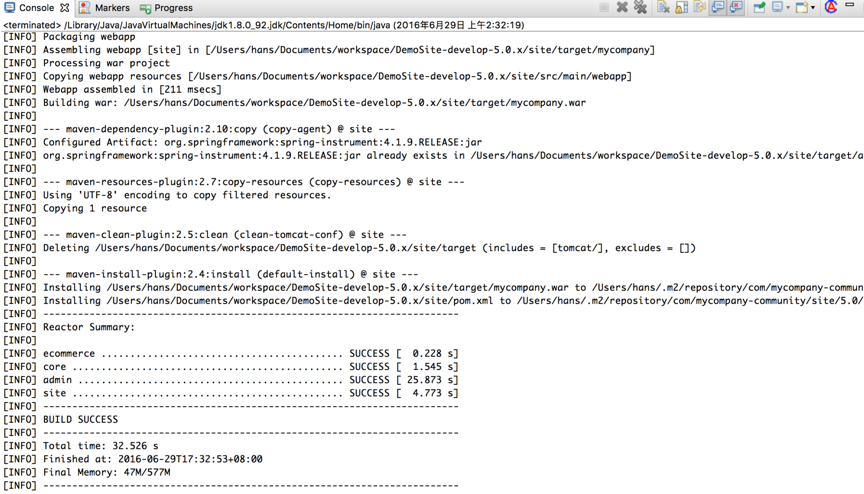 Console Markers Progress
<terminated> /Library/Java/JavaVirtualMachines/jdk1.8.0_92.jdk/Contents/Home/bin/java (2016年6月29日 上午2:32:19)
[INFO] Packaging webapp
[INFO] Assembling webapp [site] in [/Users/hans/Documents/workspace/DemoSite-develop-5.0.x/site/target/mycompany]
[INFO] Processing war project
[INFO] Copying webapp resources [/Users/hans/Documents/workspace/DemoSite-develop-5.0.x/site/src/main/webapp]
[INFO] Webapp assembled in [211 msecs]
[INFO] Building war: /Users/hans/Documents/workspace/DemoSite-develop-5.0.x/site/target/mycompany.war
[INFO]
[INFO] --- maven-dependency-plugin:2.10:copy (copy-agent) @ site ---
[INFO] Configured Artifact: org.springframework:spring-instrument:4.1.9.RELEASE:jar
[INFO] org.springframework:spring-instrument:4.1.9.RELEASE:jar already exists in /Users/hans/Documents/workspace/DemoSite-develop-5.0.x/site/target/a
[INFO]
[INFO] --- maven-resources-plugin:2.7:copy-resources (copy-resources) @ site ---
[INFO] Using 'UTF-8' encoding to copy filtered resources.
[INFO] Copying 1 resource
[INFO]
[INFO] --- maven-clean-plugin:2.5:clean (clean-tomcat-conf) @ site ---
[INFO] Deleting /Users/hans/Documents/workspace/DemoSite-develop-5.0.x/site/target (includes = [tomcat/], excludes = [])
[INFO]
[INFO] --- maven-install-plugin:2.4:install (default-install) @ site ---
[INFO] Installing /Users/hans/Documents/workspace/DemoSite-develop-5.0.x/site/target/mycompany.war to /Users/hans/.m2/repository/com/mycompany-commun
[INFO] Installing /Users/hans/Documents/workspace/DemoSite-develop-5.0.x/site/pom.xml to /Users/hans/.m2/repository/com/mycompany-community/site/5.0/
[INFO] ------------------------------------------------------------------------
[INFO] Reactor Summary:
[INFO]
[INFO] ecommerce .......................................... SUCCESS [  0.228 s]
[INFO] core ............................................... SUCCESS [  1.545 s]
[INFO] admin .............................................. SUCCESS [ 25.873 s]
[INFO] site ............................................... SUCCESS [  4.773 s]
[INFO] ------------------------------------------------------------------------
[INFO] BUILD SUCCESS
[INFO] ------------------------------------------------------------------------
[INFO] Total time: 32.526 s
[INFO] Finished at: 2016-06-29T17:32:53+08:00
[INFO] Final Memory: 47M/577M
[INFO] ------------------------------------------------------------------------